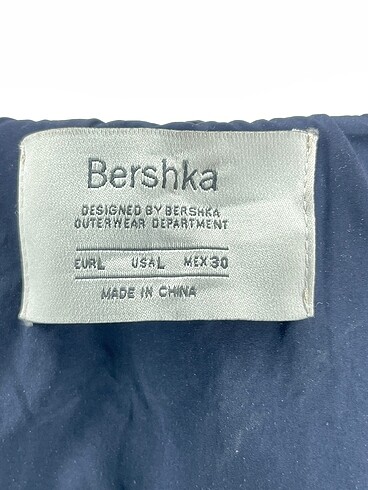 Bershka
DESIGNED BY BERSHKA
OUTERWEAR DEPARTMENT
EUR L USA L MEX 30
MADE IN CHINA